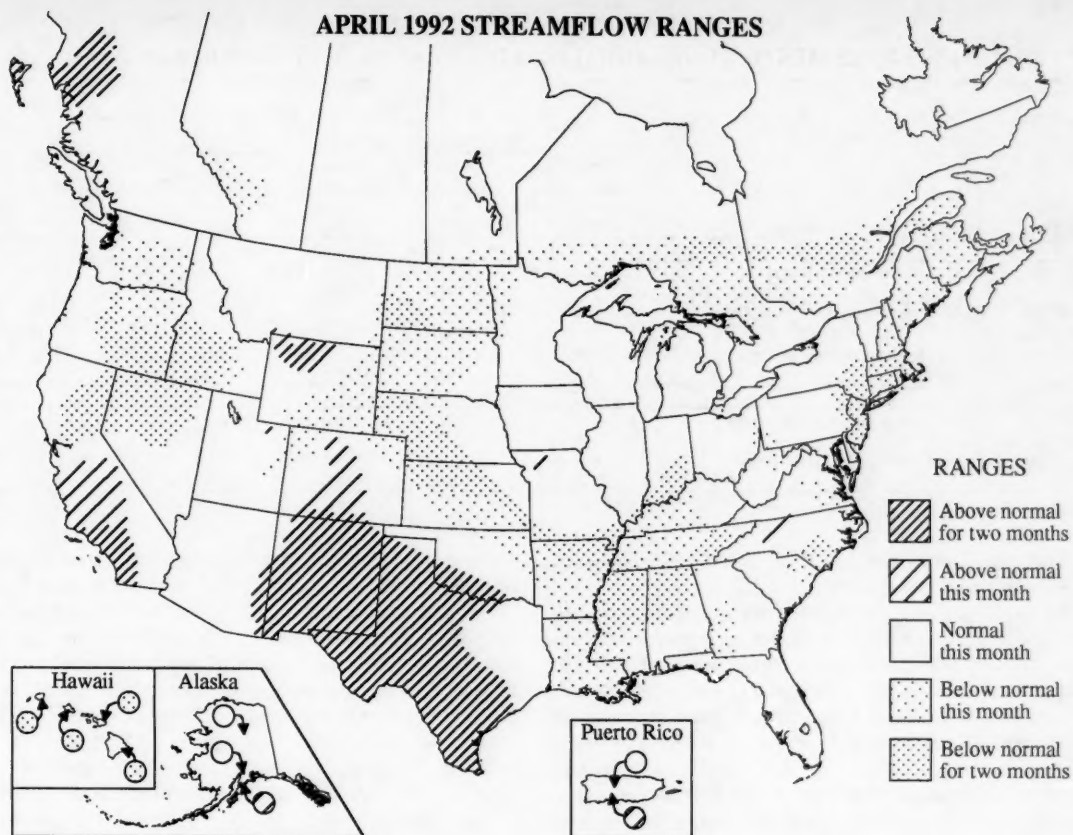 APRIL 1992 STREAMFLOW RANGES
RANGES
Above normal
for two months
Above normal
this month
Normal
this month
Below normal
this month
Below normal
for two months
Hawaii
Alaska
Puerto Rico